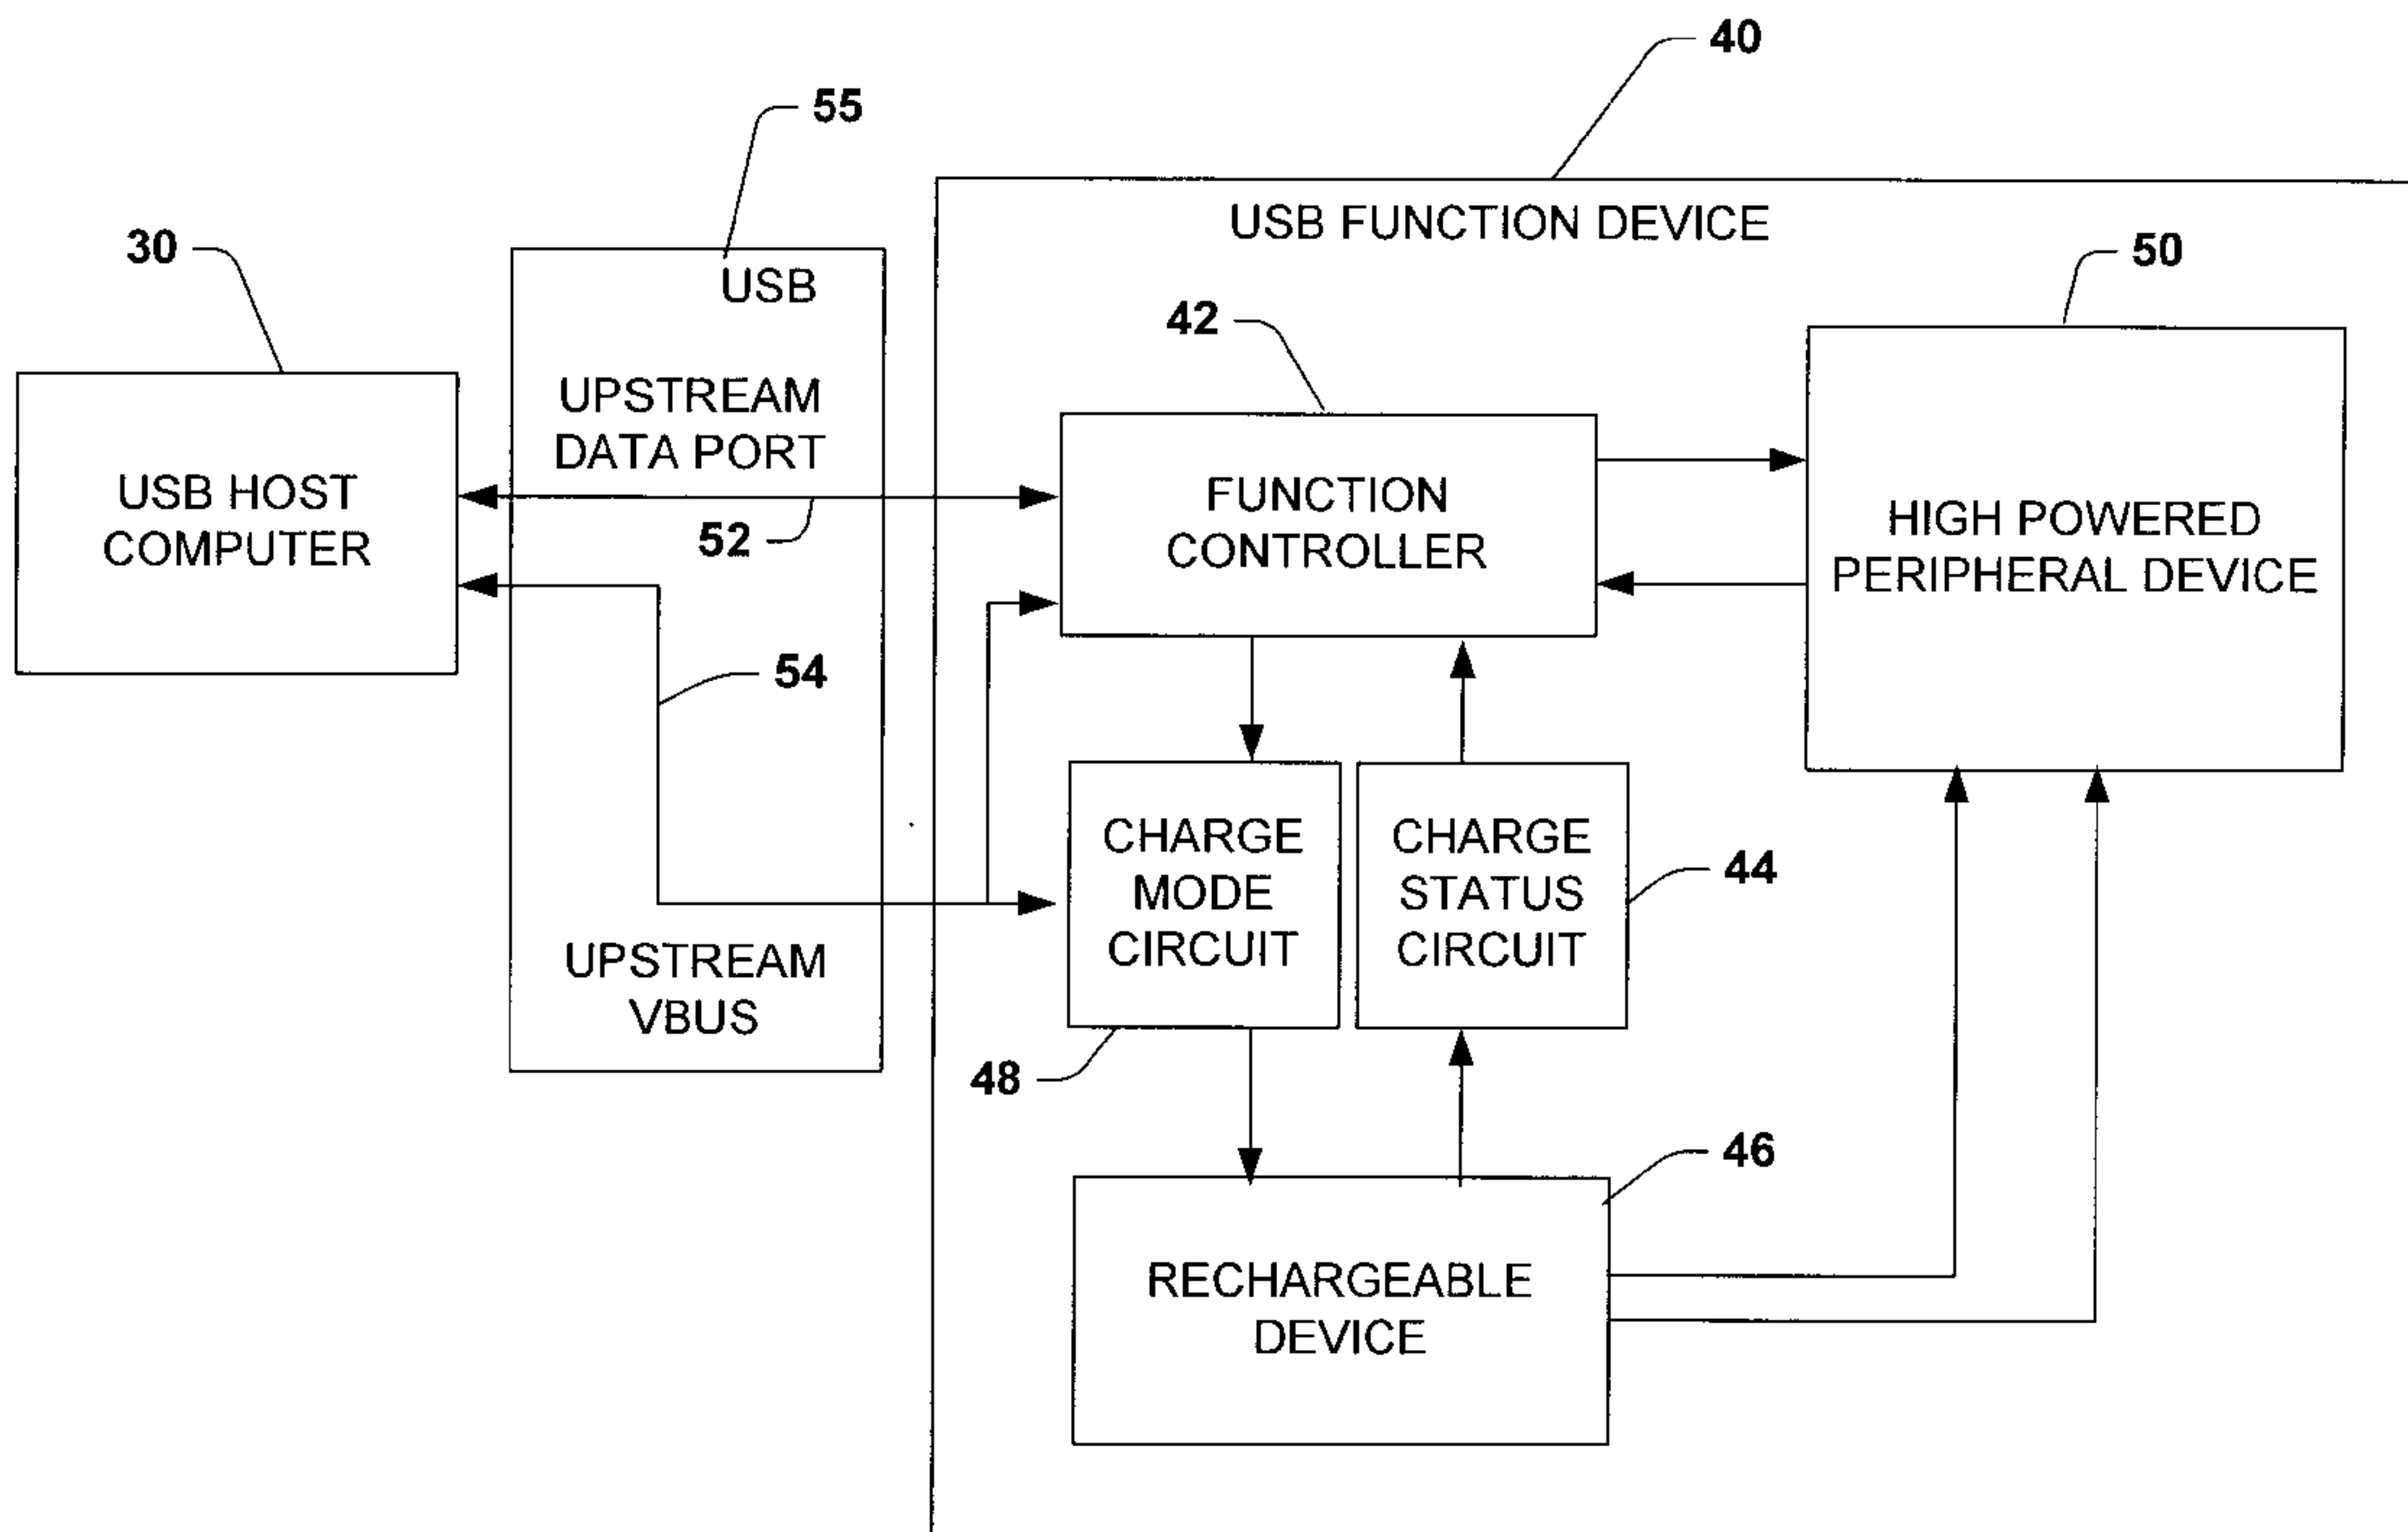 40
55
USB FUNCTION DEVICE
30
50
USB
42
UPSTREAM
DATA PORT
USB HOST
COMPUTER
52
FUNCTION
CONTROLLER
HIGH POWERED
PERIPHERAL DEVICE
54
CHARGE
MODE
CIRCUIT
CHARGE
STATUS
CIRCUIT
44
UPSTREAM
VBUS
48
46
RECHARGEABLE
DEVICE